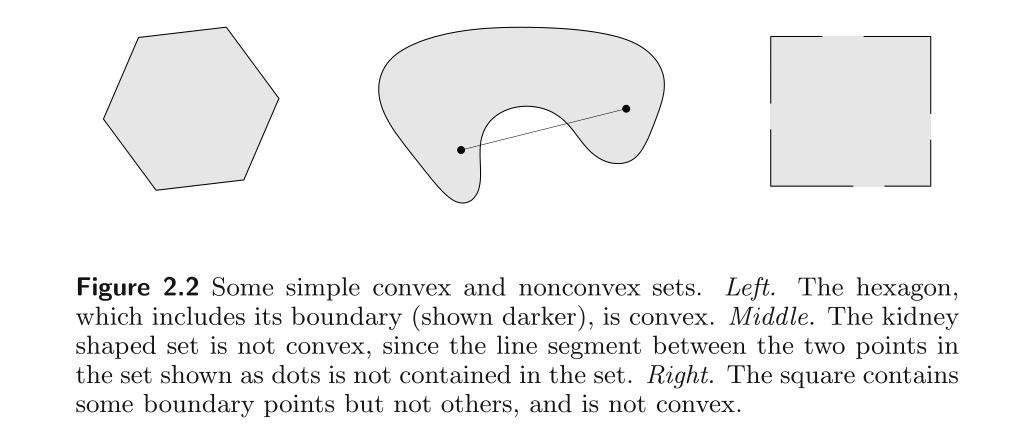 Figure 2.2 Some simple convex and nonconvex sets. Left. The hexagon,
which includes its boundary (shown darker), is convex. Middle. The kidney
shaped set is not convex, since the line segment between the two points in
the set shown as dots is not contained in the set. Right. The square contains
some boundary points but not others, and is not convex.